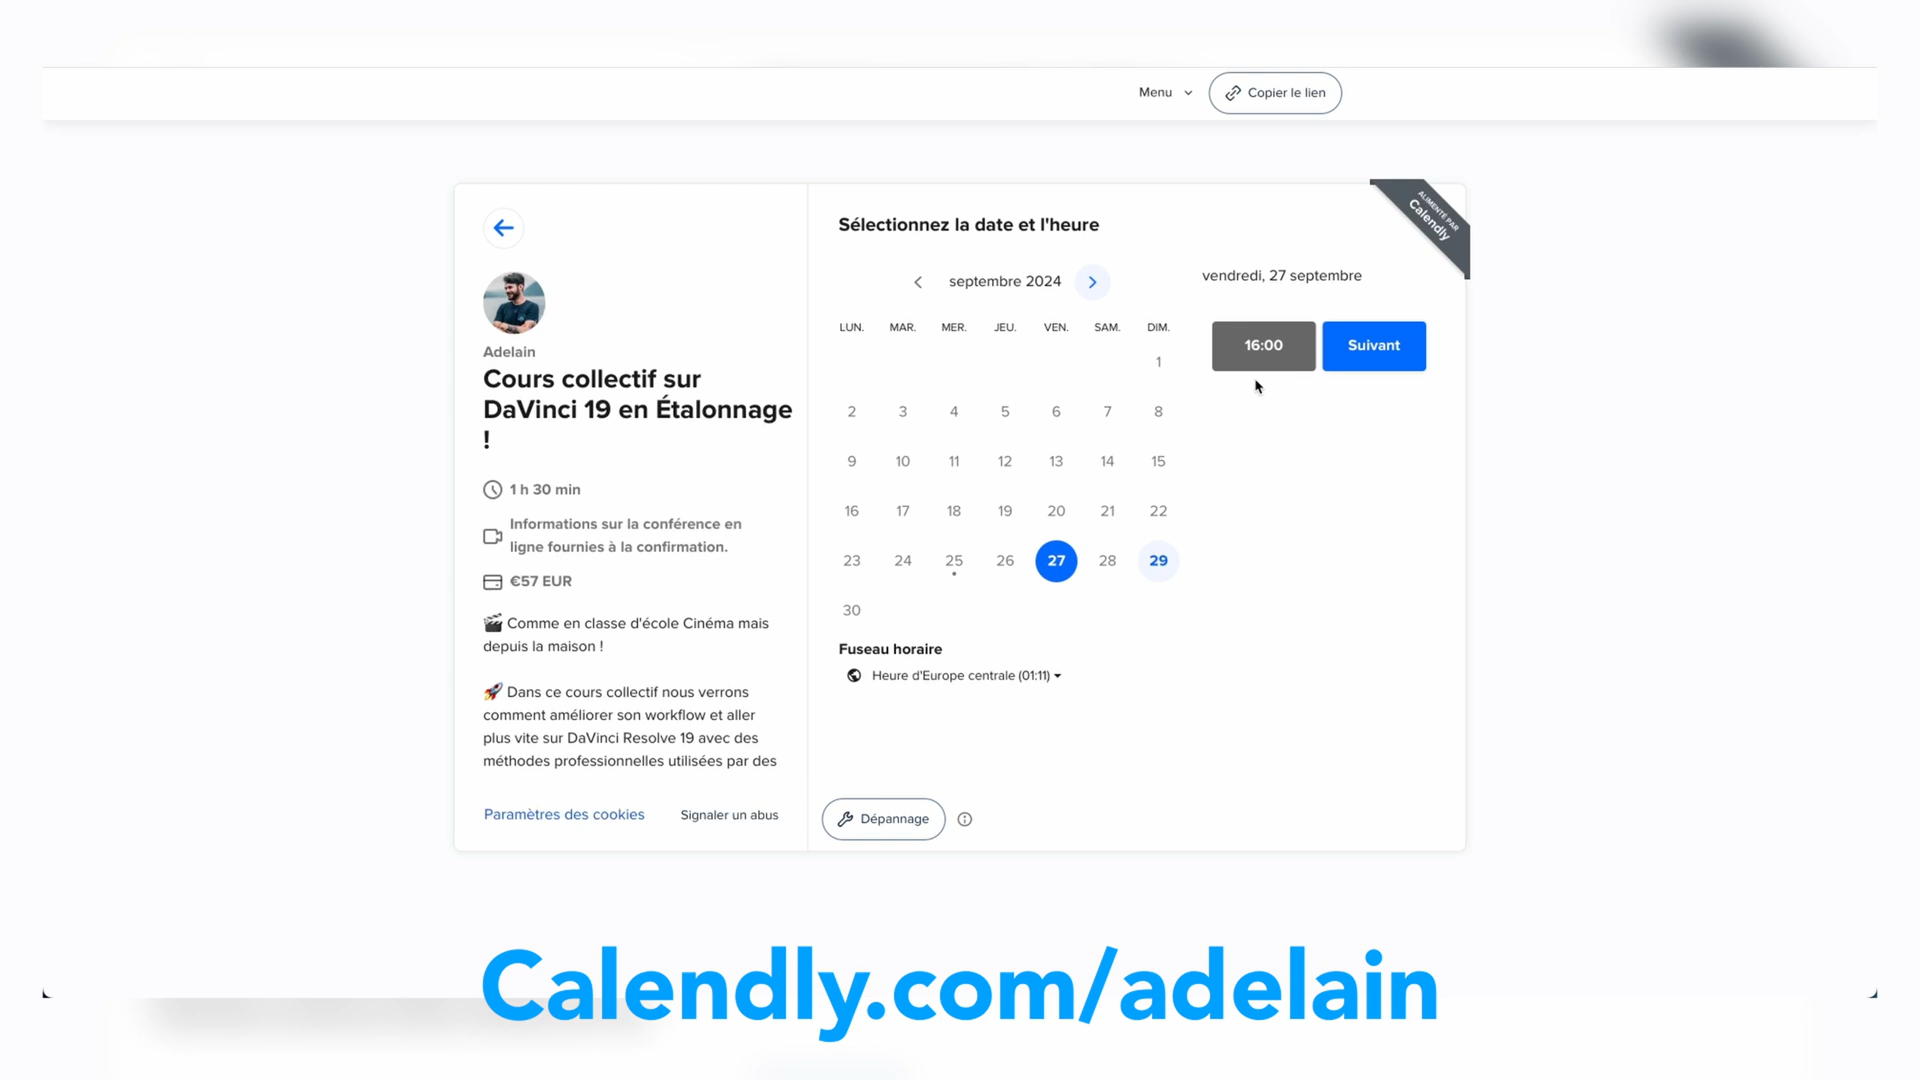 Menu
Copier le lien
ALIMENTÉ PAR
Calendly
Adelain
Cours collectif sur
DaVinci 19 en Étalonnage
!
1 h 30 min
Informations sur la conférence en
ligne fournies à la confirmation.
€57 EUR
🎬 Comme en classe d'école Cinéma mais
depuis la maison !
🚀 Dans ce cours collectif nous verrons
comment améliorer son workflow et aller
plus vite sur DaVinci Resolve 19 avec des
méthodes professionnelles utilisées par des
Paramètres des cookies
Signaler un abus
Sélectionnez la date et l'heure
septembre 2024
LUN. MAR. MER. JEU. VEN. SAM. DIM.
1
2 3 4 5 6 7 8
9 10 11 12 13 14 15
16 17 18 19 20 21 22
23 24 25 26 27 28 29
30
Fuseau horaire
Heure d'Europe centrale (01:11)
Dépannage
vendredi, 27 septembre
16:00
Suivant
Calendly.com/adelain